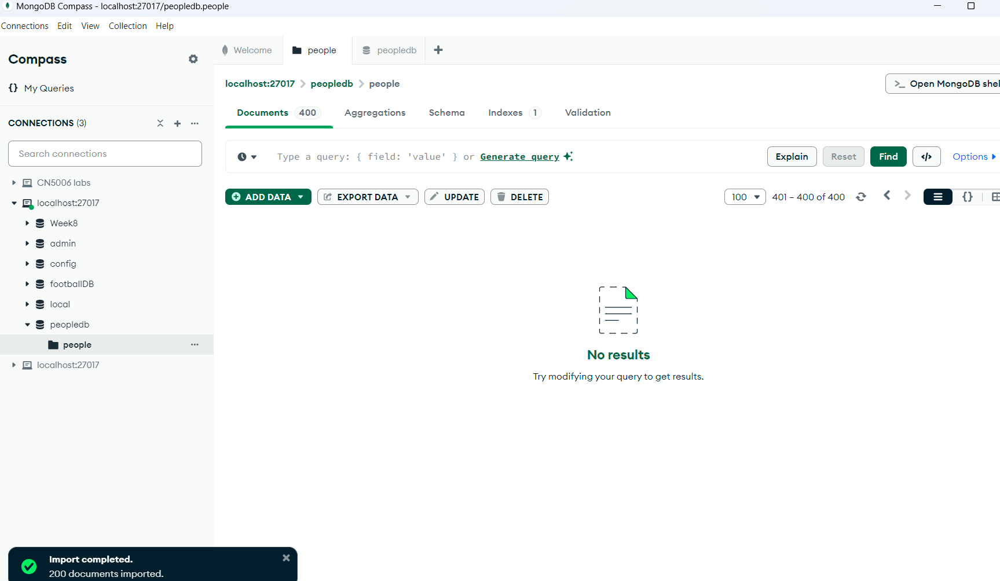 MongoDB Compass - localhost:27017/peopledb.people
Connections Edit View Collection Help
Compass
{} My Queries
CONNECTIONS (3)
Search connections
CN5006 labs
localhost:27017
Week8
admin
config
footballDB
local
peopledb
people
localhost:27017
Welcome people peopledb
localhost:27017 > peopledb > people
>_ Open MongoDB shel
Documents 400 Aggregations Schema Indexes 1 Validation
Type a query: { field: 'value' } or Generate query
Explain Reset Find </> Options
ADD DATA EXPORT DATA UPDATE DELETE
100 401 – 400 of 400 {}
No results
Try modifying your query to get results.
Import completed.
200 documents imported.